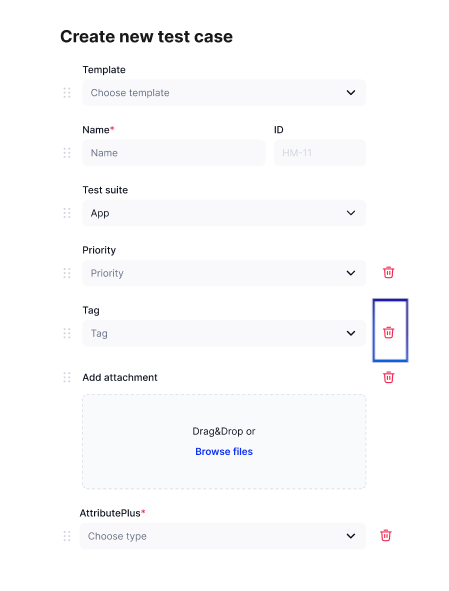 Create new test case
Template
Choose template
Name* ID
Name HM-11
Test suite
App
Priority
Priority
Tag
Tag
Add attachment
Drag&Drop or
Browse files
AttributePlus*
Choose type